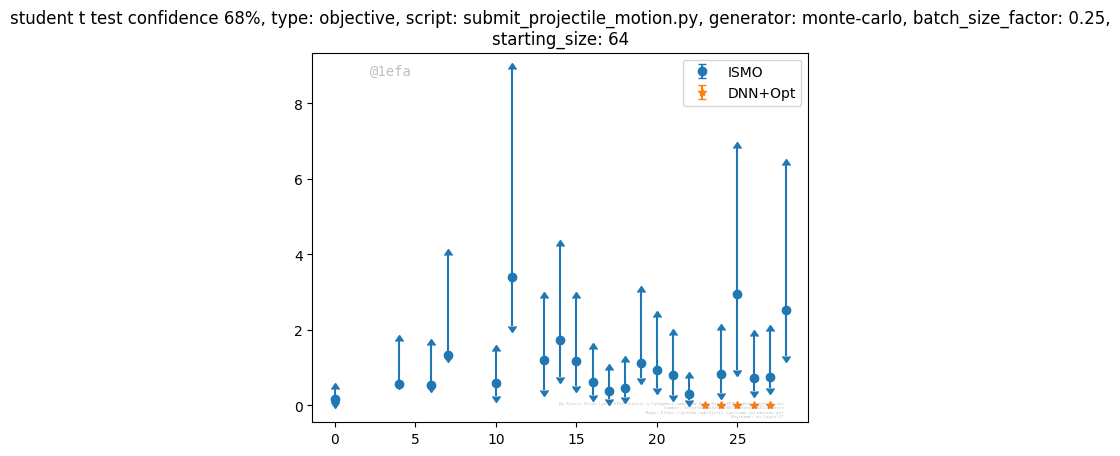 student t test confidence 68%, type: objective, script: submit_projectile_motion.py, generator: monte-carlo, batch_size_factor: 0.25,
starting_size: 64
@1efa
ISMO
DNN+Opt
8
6
4
2
0
0 5 10 15 20 25